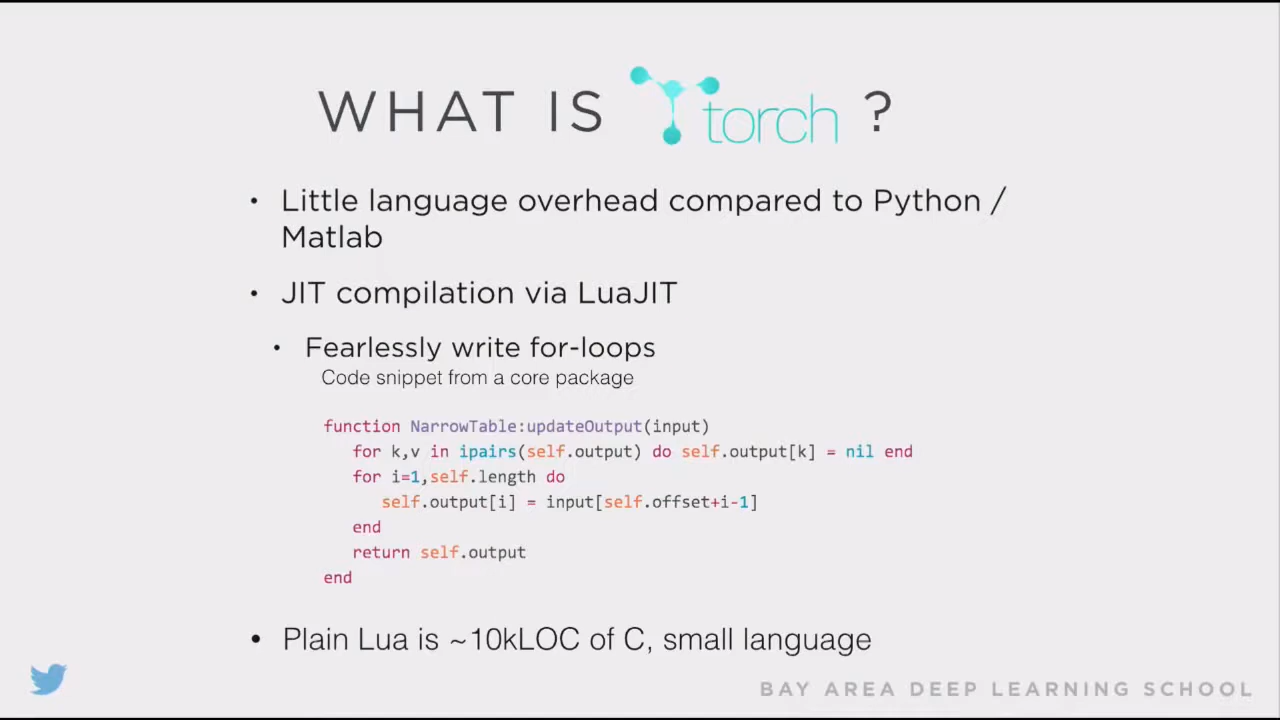 WHAT IS torch ?
• Little language overhead compared to Python /
Matlab
• JIT compilation via LuaJIT
• Fearlessly write for-loops
Code snippet from a core package
function NarrowTable:updateOutput(input)
   for k,v in ipairs(self.output) do self.output[k] = nil end
   for i=1,self.length do
      self.output[i] = input[self.offset+i-1]
   end
   return self.output
end
• Plain Lua is ~10kLOC of C, small language
BAY AREA DEEP LEARNING SCHOOL